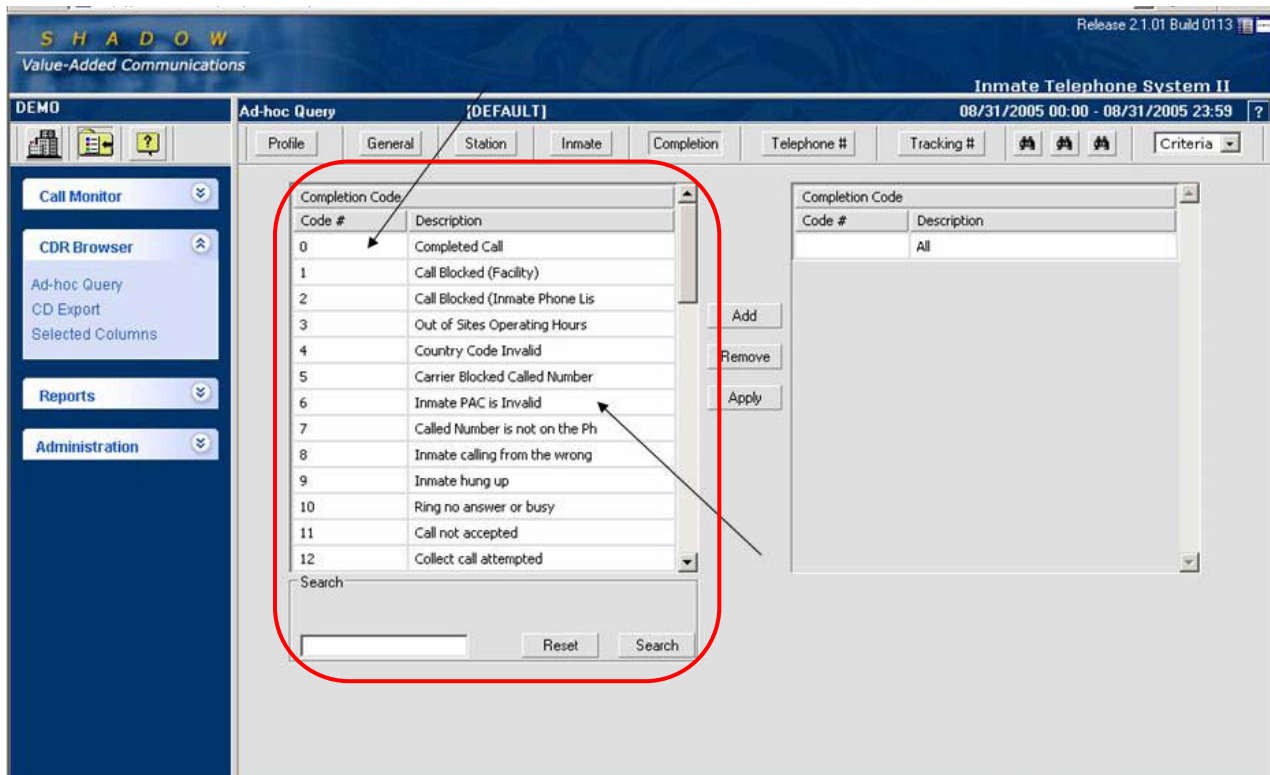 Release 2.1.01 Build 0113
S H A D O W
Value-Added Communications
Inmate Telephone System II
DEMO
Ad-hoc Query [DEFAULT] 08/31/2005 00:00 - 08/31/2005 23:59 ?
Profile General Station Inmate Completion Telephone # Tracking # Criteria
Call Monitor
CDR Browser
Ad-hoc Query
CD Export
Selected Columns
Reports
Administration
Completion Code
Code # Description
0 Completed Call
1 Call Blocked (Facility)
2 Call Blocked (Inmate Phone Lis
3 Out of Sites Operating Hours
4 Country Code Invalid
5 Carrier Blocked Called Number
6 Inmate PAC is Invalid
7 Called Number is not on the Ph
8 Inmate calling from the wrong
9 Inmate hung up
10 Ring no answer or busy
11 Call not accepted
12 Collect call attempted
Search
Reset Search
Add
Remove
Apply
Completion Code
Code # Description
All